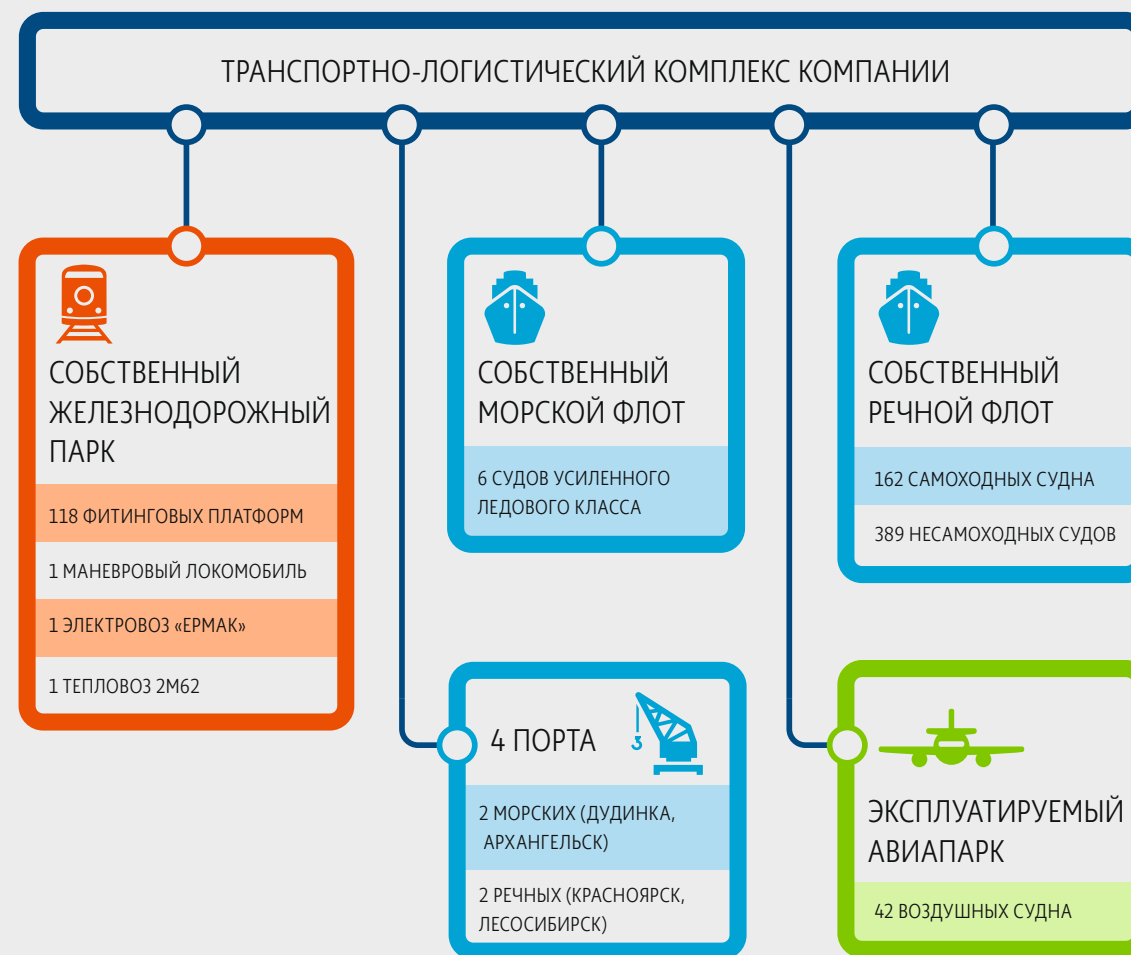 ТРАНСПОРТНО-ЛОГИСТИЧЕСКИЙ КОМПЛЕКС КОМПАНИИ
СОБСТВЕННЫЙ
ЖЕЛЕЗНОДОРОЖНЫЙ
ПАРК
118 ФИТИНГОВЫХ ПЛАТФОРМ
1 МАНЕВРОВЫЙ ЛОКОМОБИЛЬ
1 ЭЛЕКТРОВОЗ «ЕРМАК»
1 ТЕПЛОВОЗ 2М62
СОБСТВЕННЫЙ
МОРСКОЙ ФЛОТ
6 СУДОВ УСИЛЕННОГО
ЛЕДОВОГО КЛАССА
СОБСТВЕННЫЙ
РЕЧНОЙ ФЛОТ
162 САМОХОДНЫХ СУДНА
389 НЕСАМОХОДНЫХ СУДОВ
4 ПОРТА
2 МОРСКИХ (ДУДИНКА,
АРХАНГЕЛЬСК)
2 РЕЧНЫХ (КРАСНОЯРСК,
ЛЕСОСИБИРСК)
ЭКСПЛУАТИРУЕМЫЙ
АВИАПАРК
42 ВОЗДУШНЫХ СУДНА